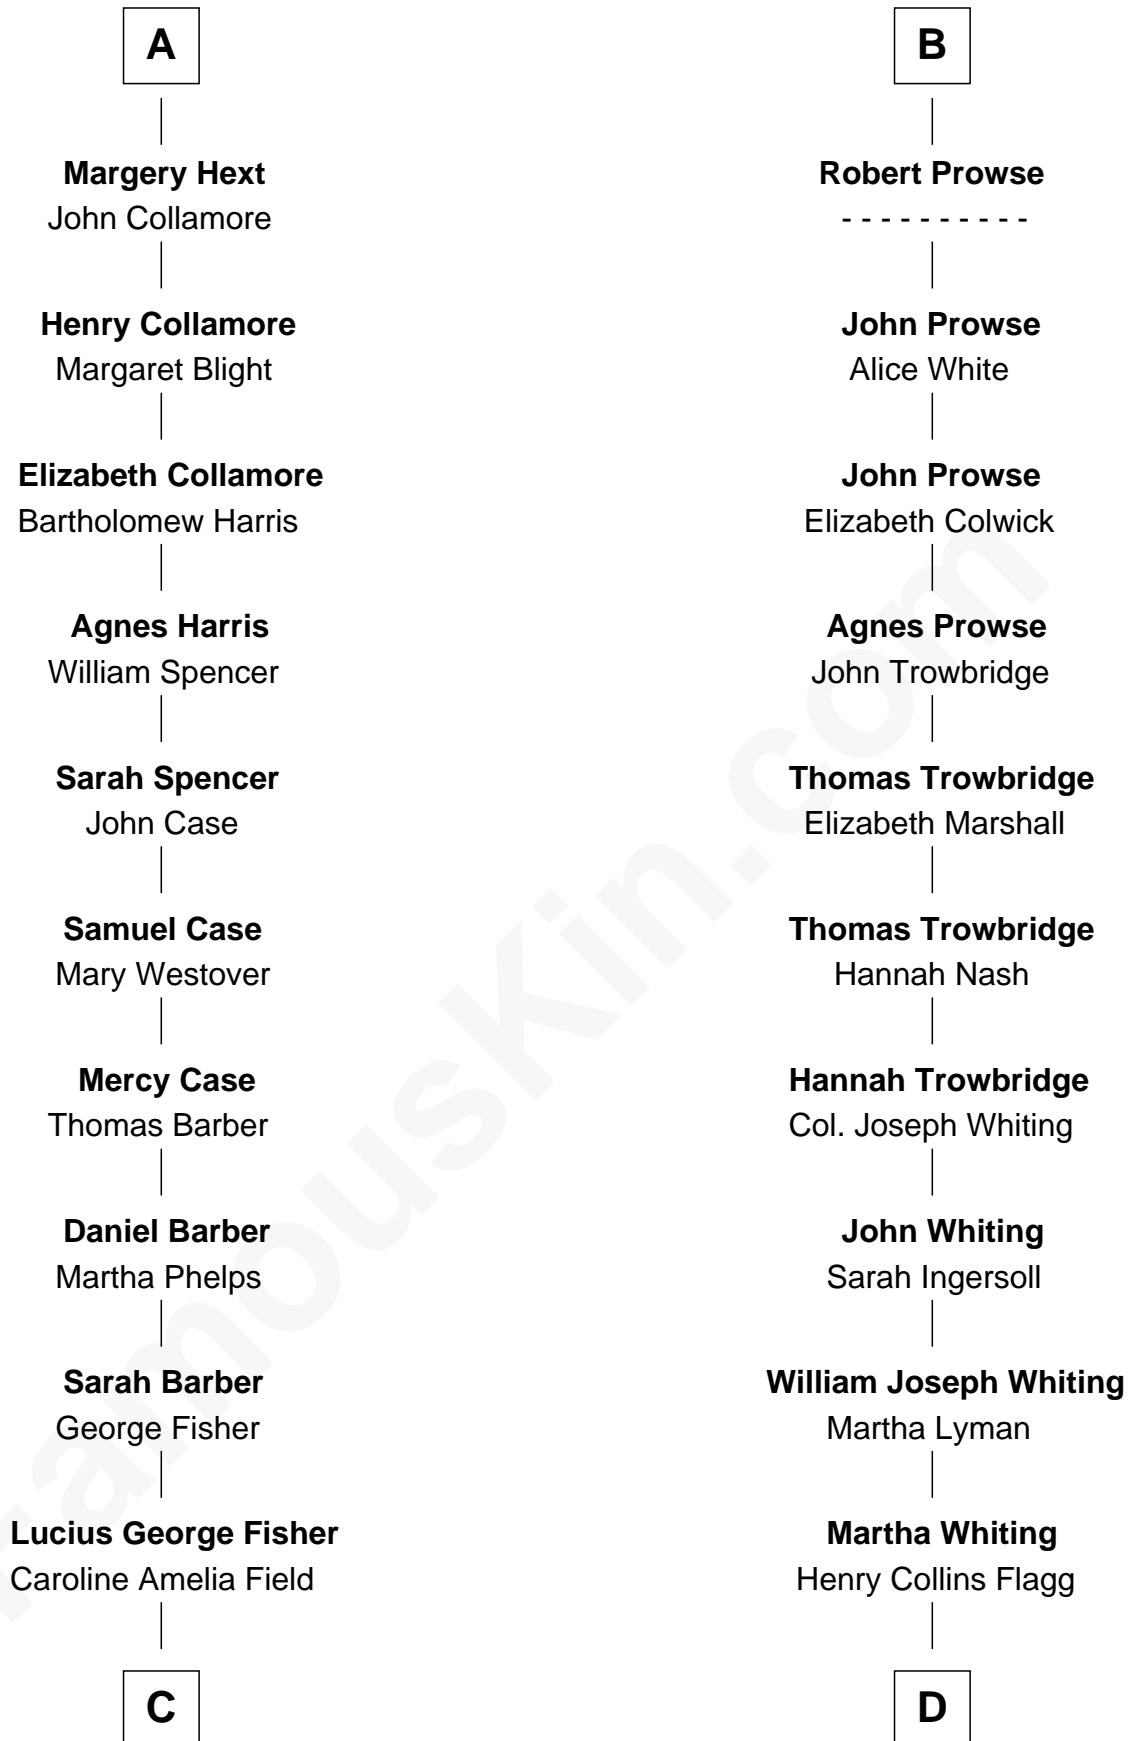 A
Margery Hext
John Collamore
Henry Collamore
Margaret Blight
Elizabeth Collamore
Bartholomew Harris
Agnes Harris
William Spencer
Sarah Spencer
John Case
Samuel Case
Mary Westover
Mercy Case
Thomas Barber
Daniel Barber
Martha Phelps
Sarah Barber
George Fisher
Lucius George Fisher
Caroline Amelia Field
C
B
Robert Prowse
- - - - - - - - - -
John Prowse
Alice White
John Prowse
Elizabeth Colwick
Agnes Prowse
John Trowbridge
Thomas Trowbridge
Elizabeth Marshall
Thomas Trowbridge
Hannah Nash
Hannah Trowbridge
Col. Joseph Whiting
John Whiting
Sarah Ingersoll
William Joseph Whiting
Martha Lyman
Martha Whiting
Henry Collins Flagg
D
FamousKin.com